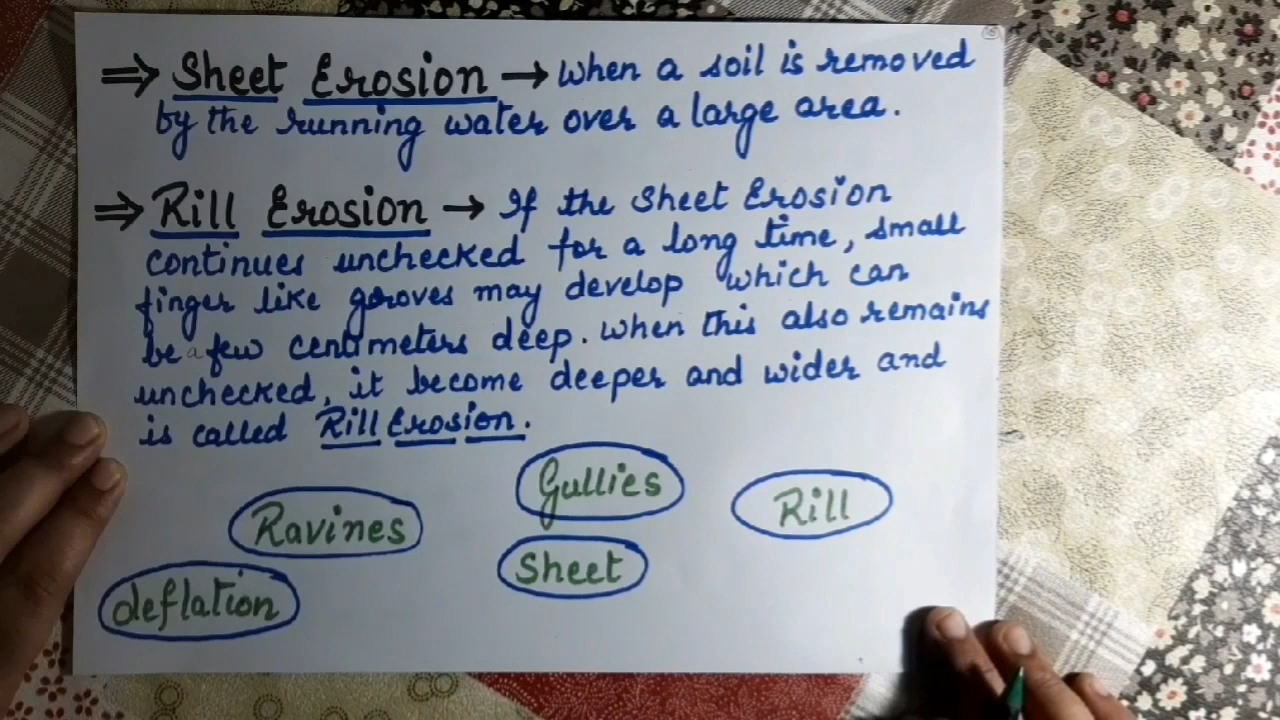 ⇒ Sheet Erosion → When a soil is removed
by the running water over a large area.
⇒ Rill Erosion → If the Sheet Erosion
continues unchecked for a long time, small
finger like groves may develop which can
be a few centimeters deep. When this also remains
unchecked, it become deeper and wider and
is called Rill Erosion.
Gullies
Rill
Ravines
Sheet
deflation